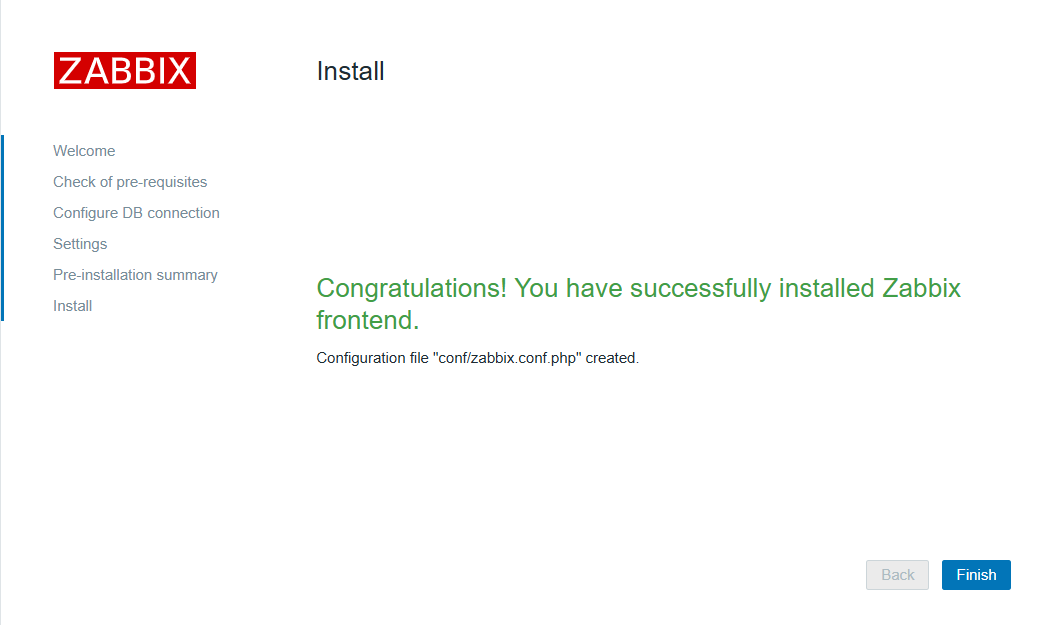 ZABBIX
Install
Welcome
Check of pre-requisites
Configure DB connection
Settings
Pre-installation summary
Install
Congratulations! You have successfully installed Zabbix
frontend.
Configuration file "conf/zabbix.conf.php" created.
Back
Finish